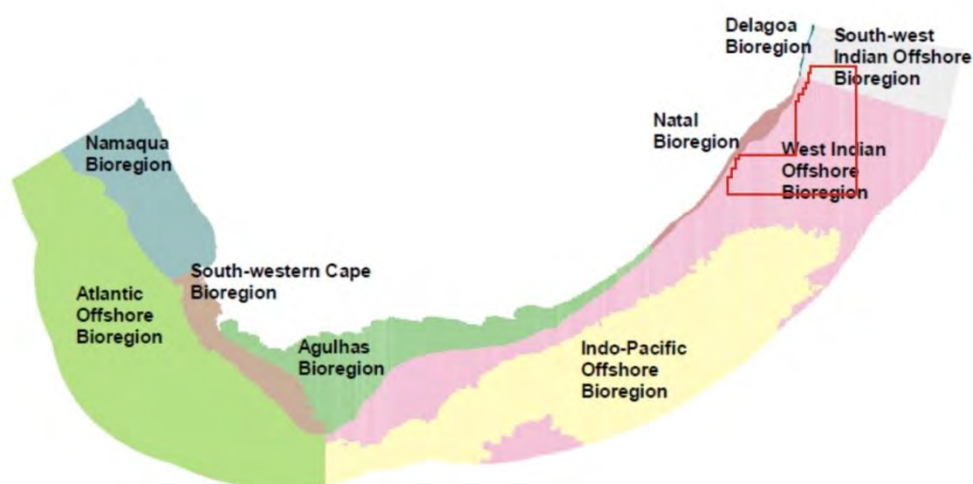 Delagoa
Bioregion
South-west
Indian Offshore
Bioregion
Namaqua
Bioregion
Natal
Bioregion
West Indian
Offshore
Bioregion
South-western Cape
Bioregion
Atlantic
Offshore
Bioregion
Agulhas
Bioregion
Indo-Pacific
Offshore
Bioregion